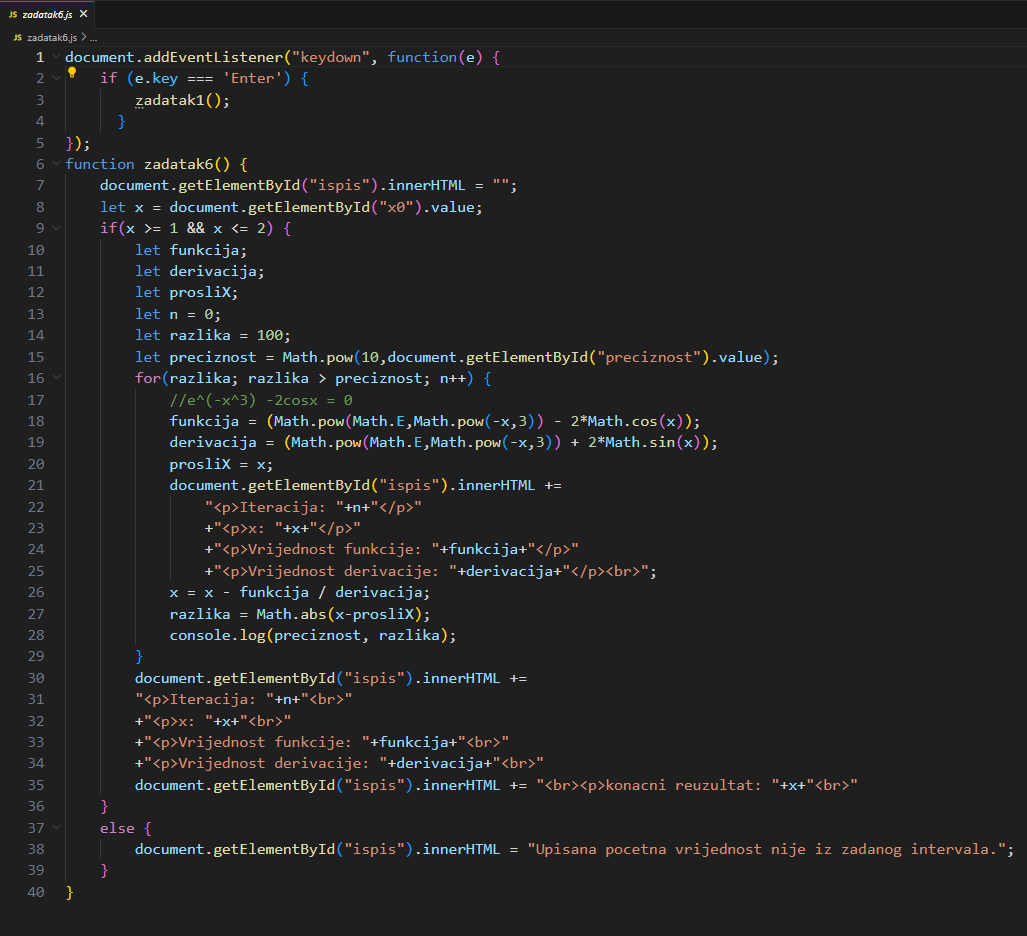 JS zadatak6.js ×
JS zadatak6.js > ...
1 document.addEventListener("keydown", function(e) {
2 if (e.key === 'Enter') {
3 zadatak1();
4 }
5 });
6 function zadatak6() {
7 document.getElementById("ispis").innerHTML = "";
8 let x = document.getElementById("x0").value;
9 if(x >= 1 && x <= 2) {
10 let funkcija;
11 let derivacija;
12 let prosliX;
13 let n = 0;
14 let razlika = 100;
15 let preciznost = Math.pow(10,document.getElementById("preciznost").value);
16 for(razlika; razlika > preciznost; n++) {
17 //e^(-x^3) -2cosx = 0
18 funkcija = (Math.pow(Math.E,Math.pow(-x,3)) - 2*Math.cos(x));
19 derivacija = (Math.pow(Math.E,Math.pow(-x,3)) + 2*Math.sin(x));
20 prosliX = x;
21 document.getElementById("ispis").innerHTML +=
22 "<p>Iteracija: "+n+"</p>"
23 +"<p>x: "+x+"</p>"
24 +"<p>Vrijednost funkcije: "+funkcija+"</p>"
25 +"<p>Vrijednost derivacije: "+derivacija+"</p><br>";
26 x = x - funkcija / derivacija;
27 razlika = Math.abs(x-prosliX);
28 console.log(preciznost, razlika);
29 }
30 document.getElementById("ispis").innerHTML +=
31 "<p>Iteracija: "+n+"<br>"
32 +"<p>x: "+x+"<br>"
33 +"<p>Vrijednost funkcije: "+funkcija+"<br>"
34 +"<p>Vrijednost derivacije: "+derivacija+"<br>"
35 document.getElementById("ispis").innerHTML += "<br><p>konacni reuzultat: "+x+"<br>"
36 }
37 else {
38 document.getElementById("ispis").innerHTML = "Upisana pocetna vrijednost nije iz zadanog intervala.";
39 }
40 }